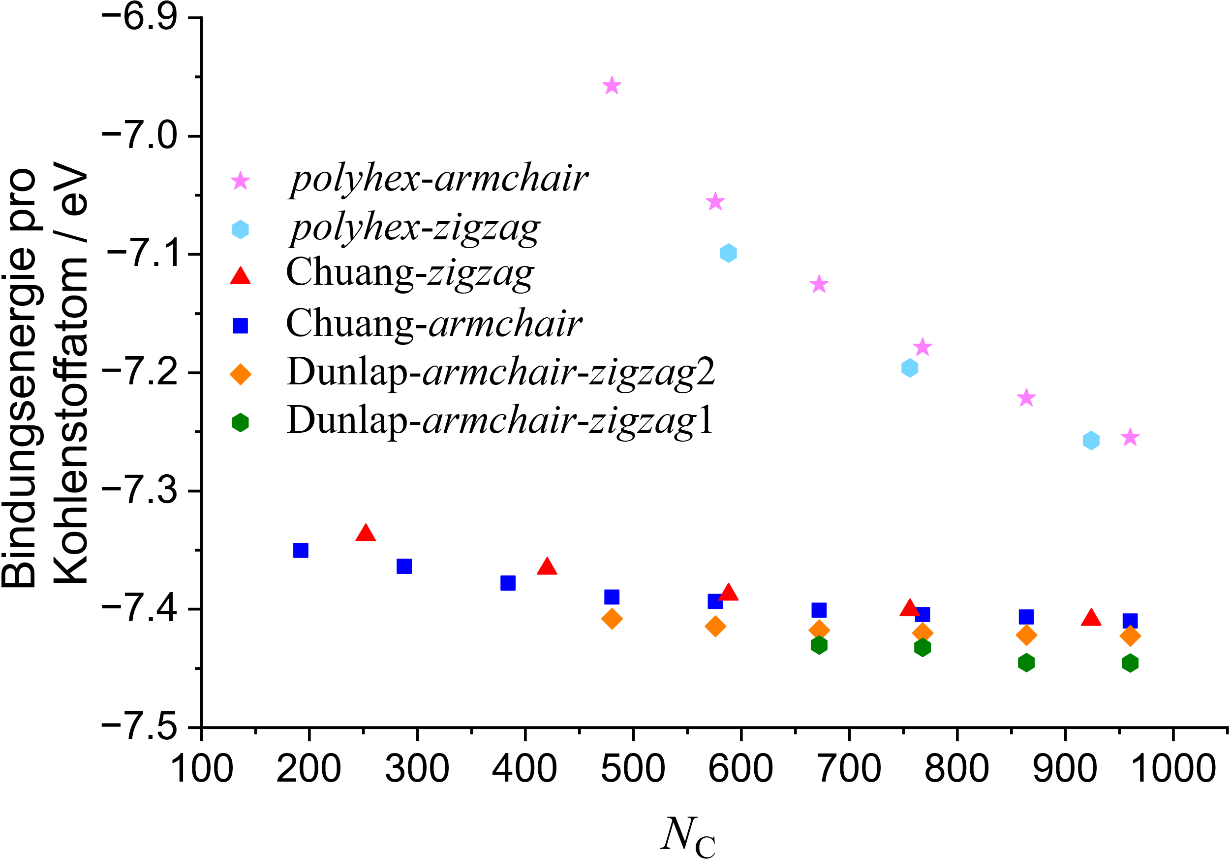 −6.9
−7.0
−7.1
−7.2
−7.3
−7.4
−7.5
Bindungsenergie pro
Kohlenstoffatom / eV
polyhex-armchair
polyhex-zigzag
Chuang-zigzag
Chuang-armchair
Dunlap-armchair-zigzag2
Dunlap-armchair-zigzag1
100 200 300 400 500 600 700 800 900 1000
NC